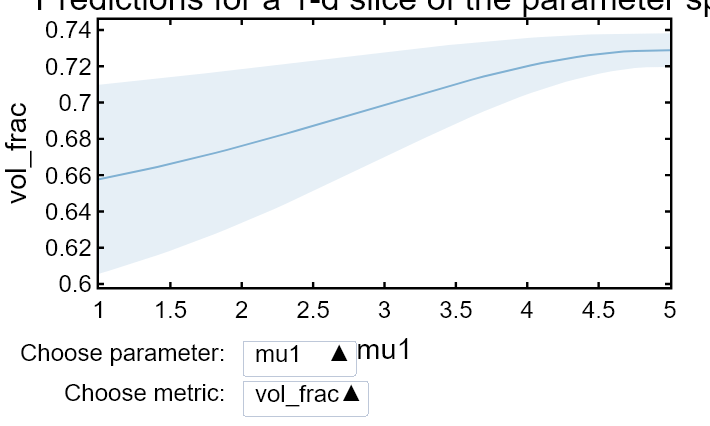 Predictions for a 1-d slice of the parameter sp
0.74
0.72
0.7
0.68
0.66
0.64
0.62
0.6
vol_frac
1 1.5 2 2.5 3 3.5 4 4.5 5
mu1
Choose parameter: mu1 ▲
Choose metric: vol_frac ▲